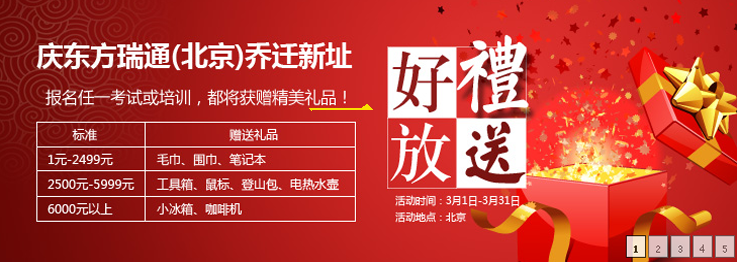 庆东方瑞通(北京)乔迁新址
报名任一考试或培训，都将获赠精美礼品！
标准 赠送礼品
1元-2499元 毛巾、围巾、笔记本
2500元-5999元 工具箱、鼠标、登山包、电热水壶
6000元以上 小冰箱、咖啡机
好禮
放送
活动时间：3月1日-3月31日
活动地点：北京
1 2 3 4 5